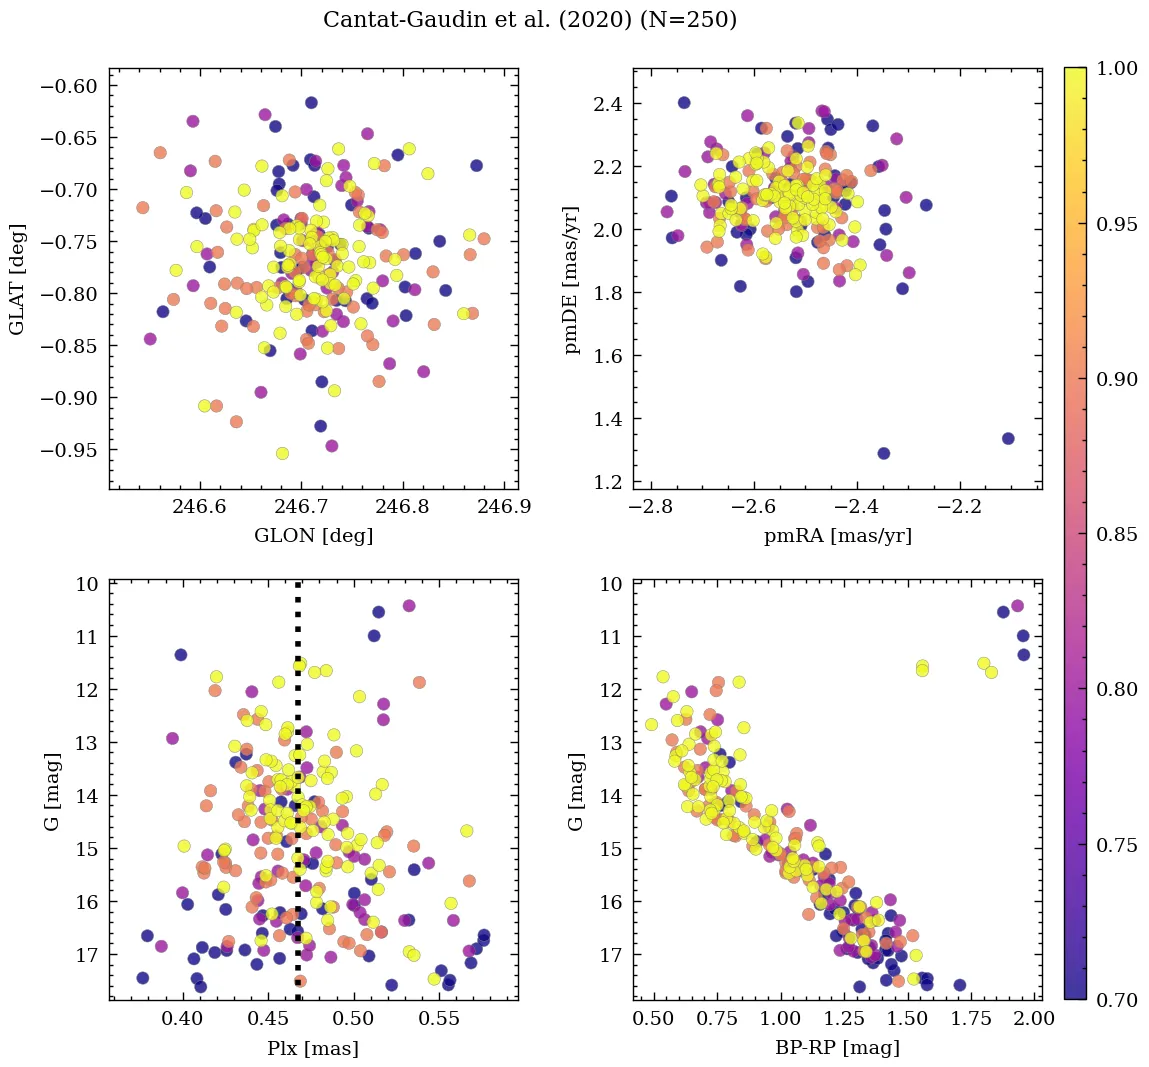 Cantat-Gaudin et al. (2020) (N=250)
−0.60
−0.65
−0.70
−0.75
−0.80
−0.85
−0.90
−0.95
GLAT [deg]
246.6 246.7 246.8 246.9
GLON [deg]
2.4
2.2
2.0
1.8
1.6
1.4
1.2
pmDE [mas/yr]
−2.8 −2.6 −2.4 −2.2
pmRA [mas/yr]
10
11
12
13
14
15
16
17
G [mag]
0.40 0.45 0.50 0.55
Plx [mas]
10
11
12
13
14
15
16
17
G [mag]
0.50 0.75 1.00 1.25 1.50 1.75 2.00
BP-RP [mag]
1.00
0.95
0.90
0.85
0.80
0.75
0.70